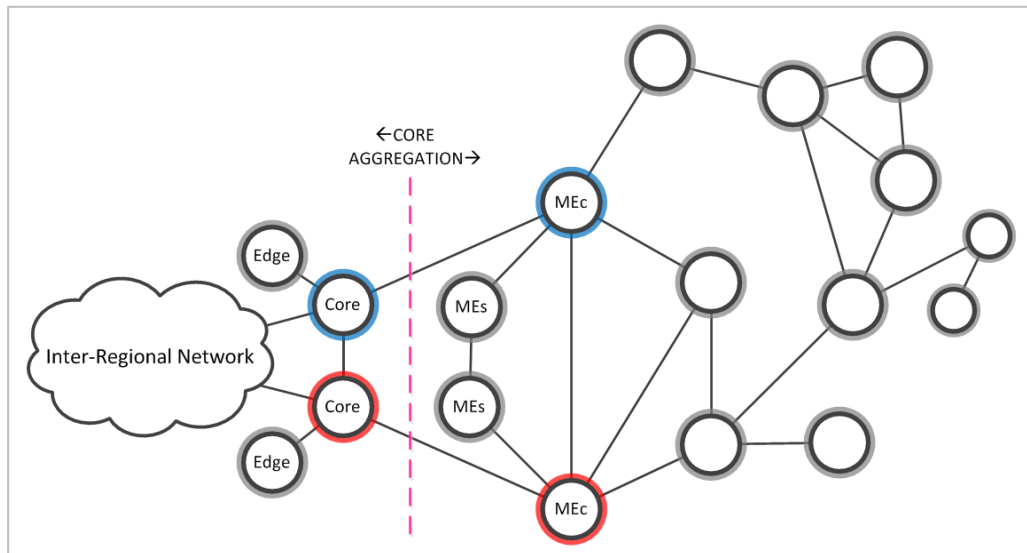 ←CORE
AGGREGATION→
MEc
Edge
Core
MEs
Inter-Regional Network
Core
MEs
Edge
MEc